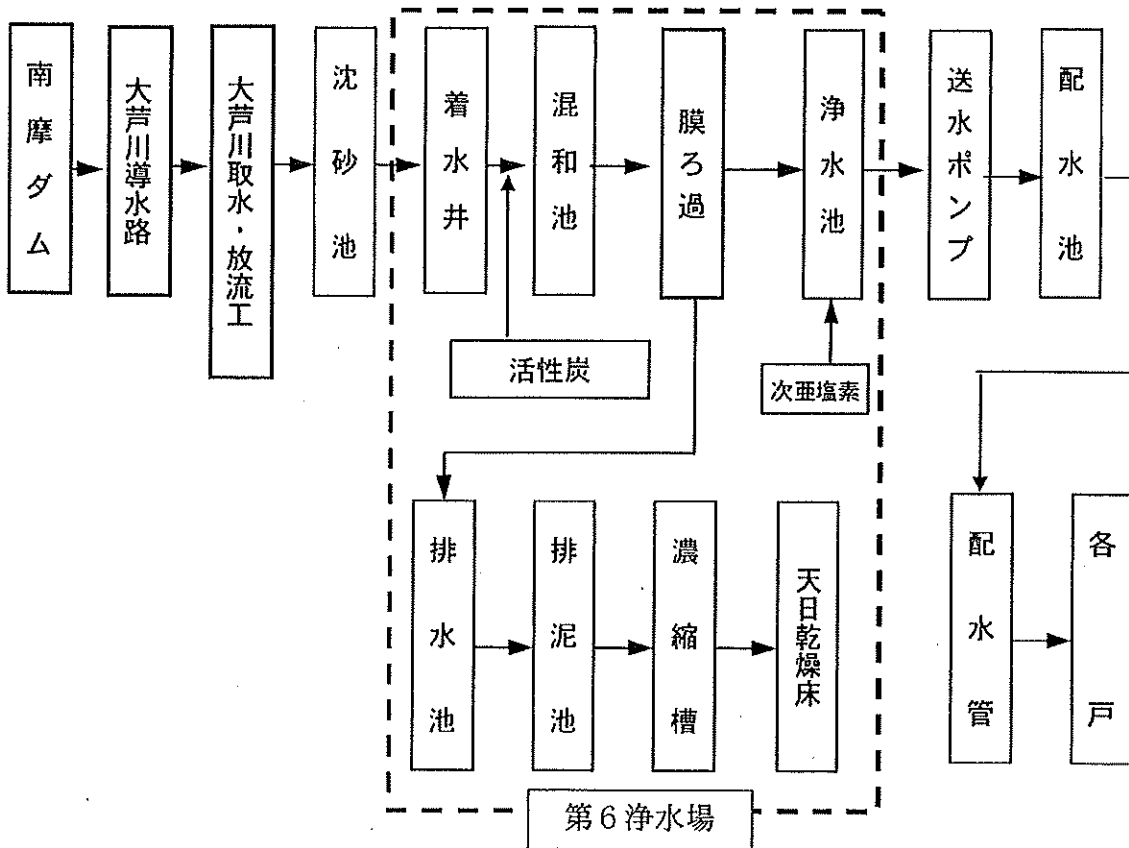 南摩ダム
大芦川導水路
大芦川取水・放流工
沈砂池
着水井
混和池
膜ろ過
浄水池
送水ポンプ
配水池
活性炭
次亜塩素
排水池
排泥池
濃縮槽
天日乾燥床
配水管
各戸
第6浄水場